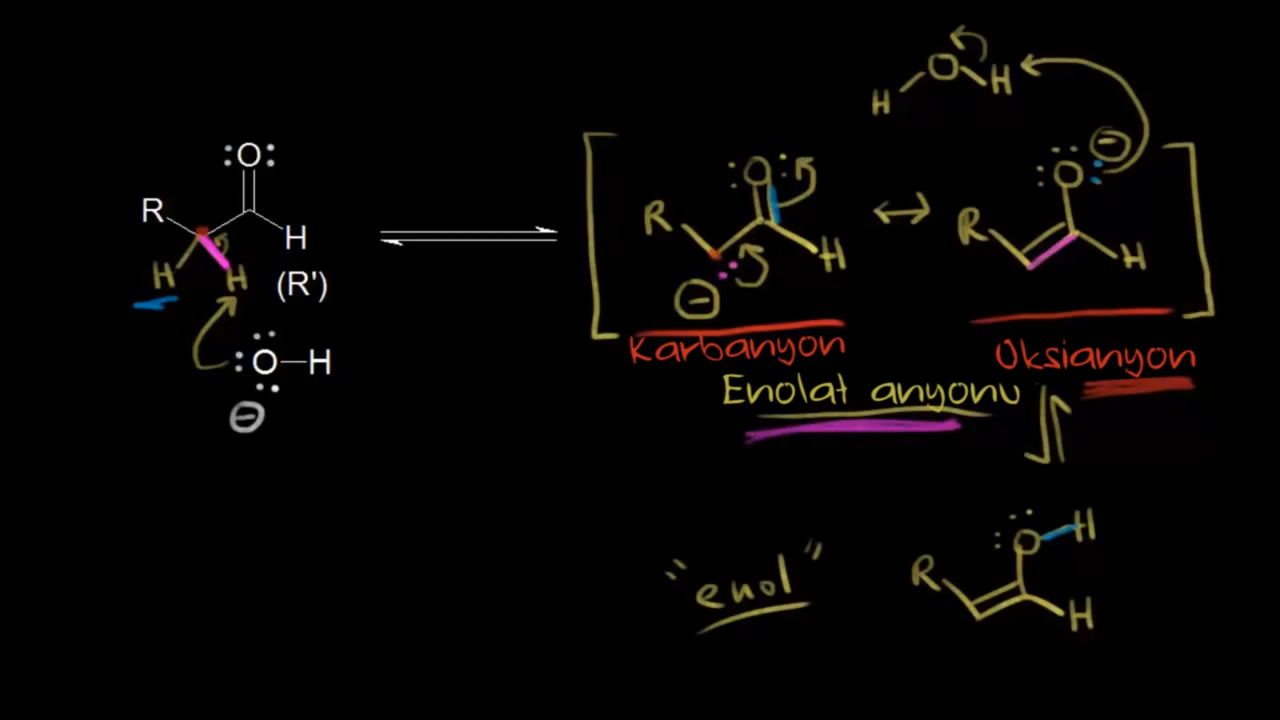 H
O
H
:O:
R
H
H H
(R')
:O—H
⊖
:O:
R
H
⊖
:O: ⊖
R
H
Karbanyon
Oksianyon
Enolat anyonu
"enol"
:O H
R
H